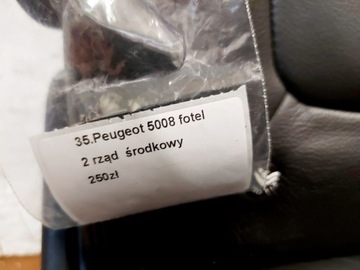 35.Peugeot 5008 fotel
2 rząd środkowy
250zł